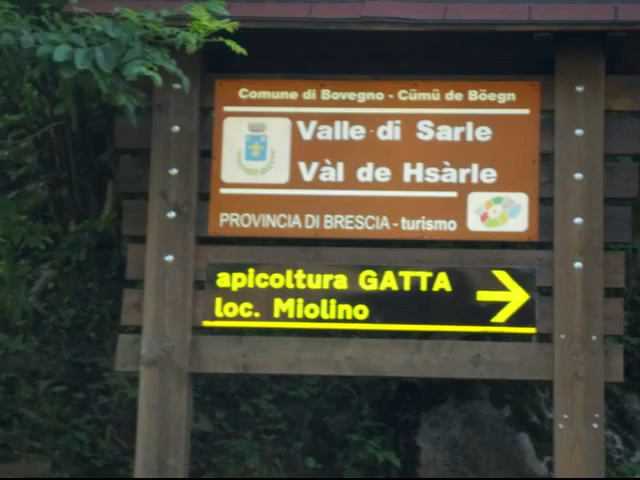 Comune di Bovegno - Cümü de Böegn
Valle di Sarle
Vàl de Hsàrle
PROVINCIA DI BRESCIA - turismo
apicoltura GATTA
loc. Miolino